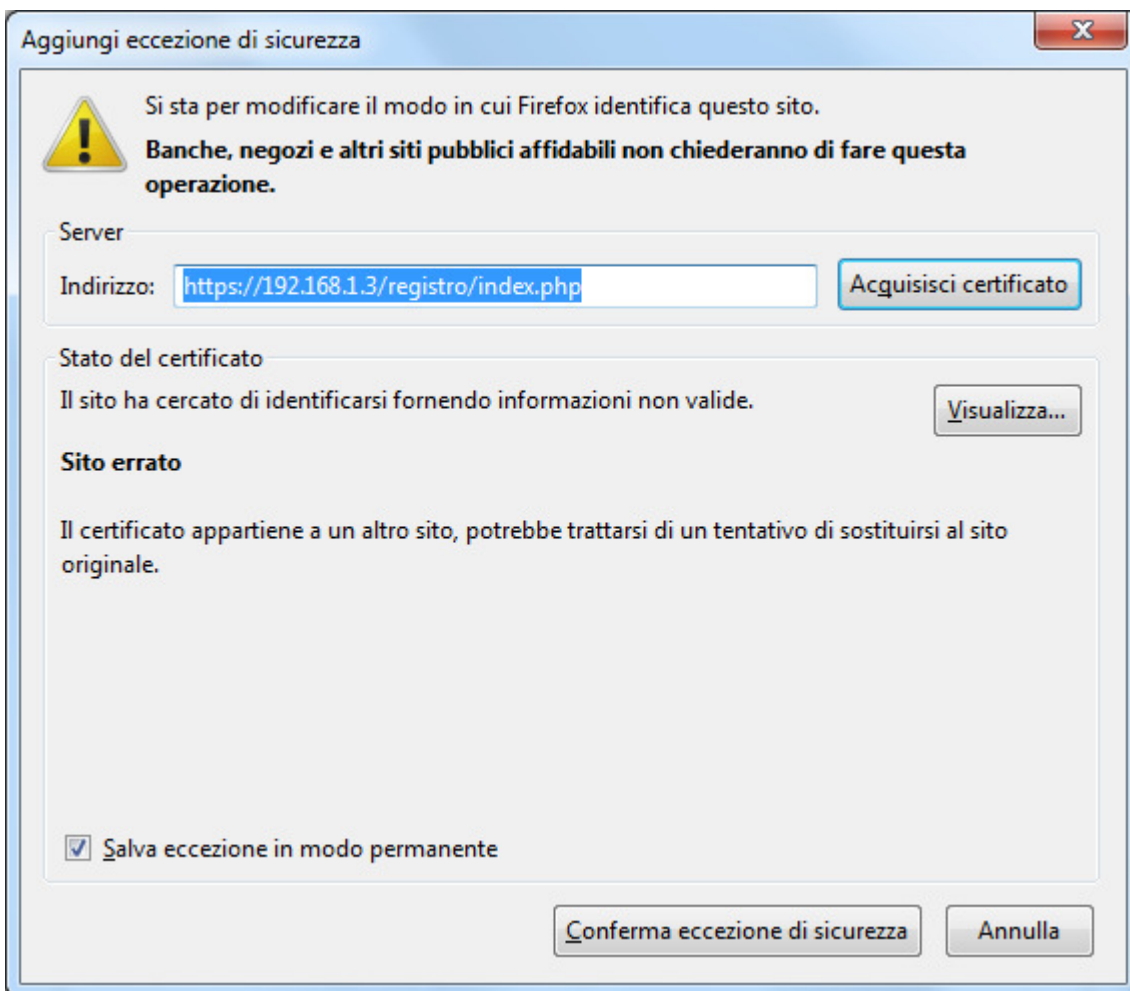 Aggiungi eccezione di sicurezza
Si sta per modificare il modo in cui Firefox identifica questo sito.
Banche, negozi e altri siti pubblici affidabili non chiederanno di fare questa
operazione.
Server
Indirizzo: https://192.168.1.3/registro/index.php Acquisisci certificato
Stato del certificato
Il sito ha cercato di identificarsi fornendo informazioni non valide. Visualizza...
Sito errato
Il certificato appartiene a un altro sito, potrebbe trattarsi di un tentativo di sostituirsi al sito
originale.
Salva eccezione in modo permanente
Conferma eccezione di sicurezza Annulla